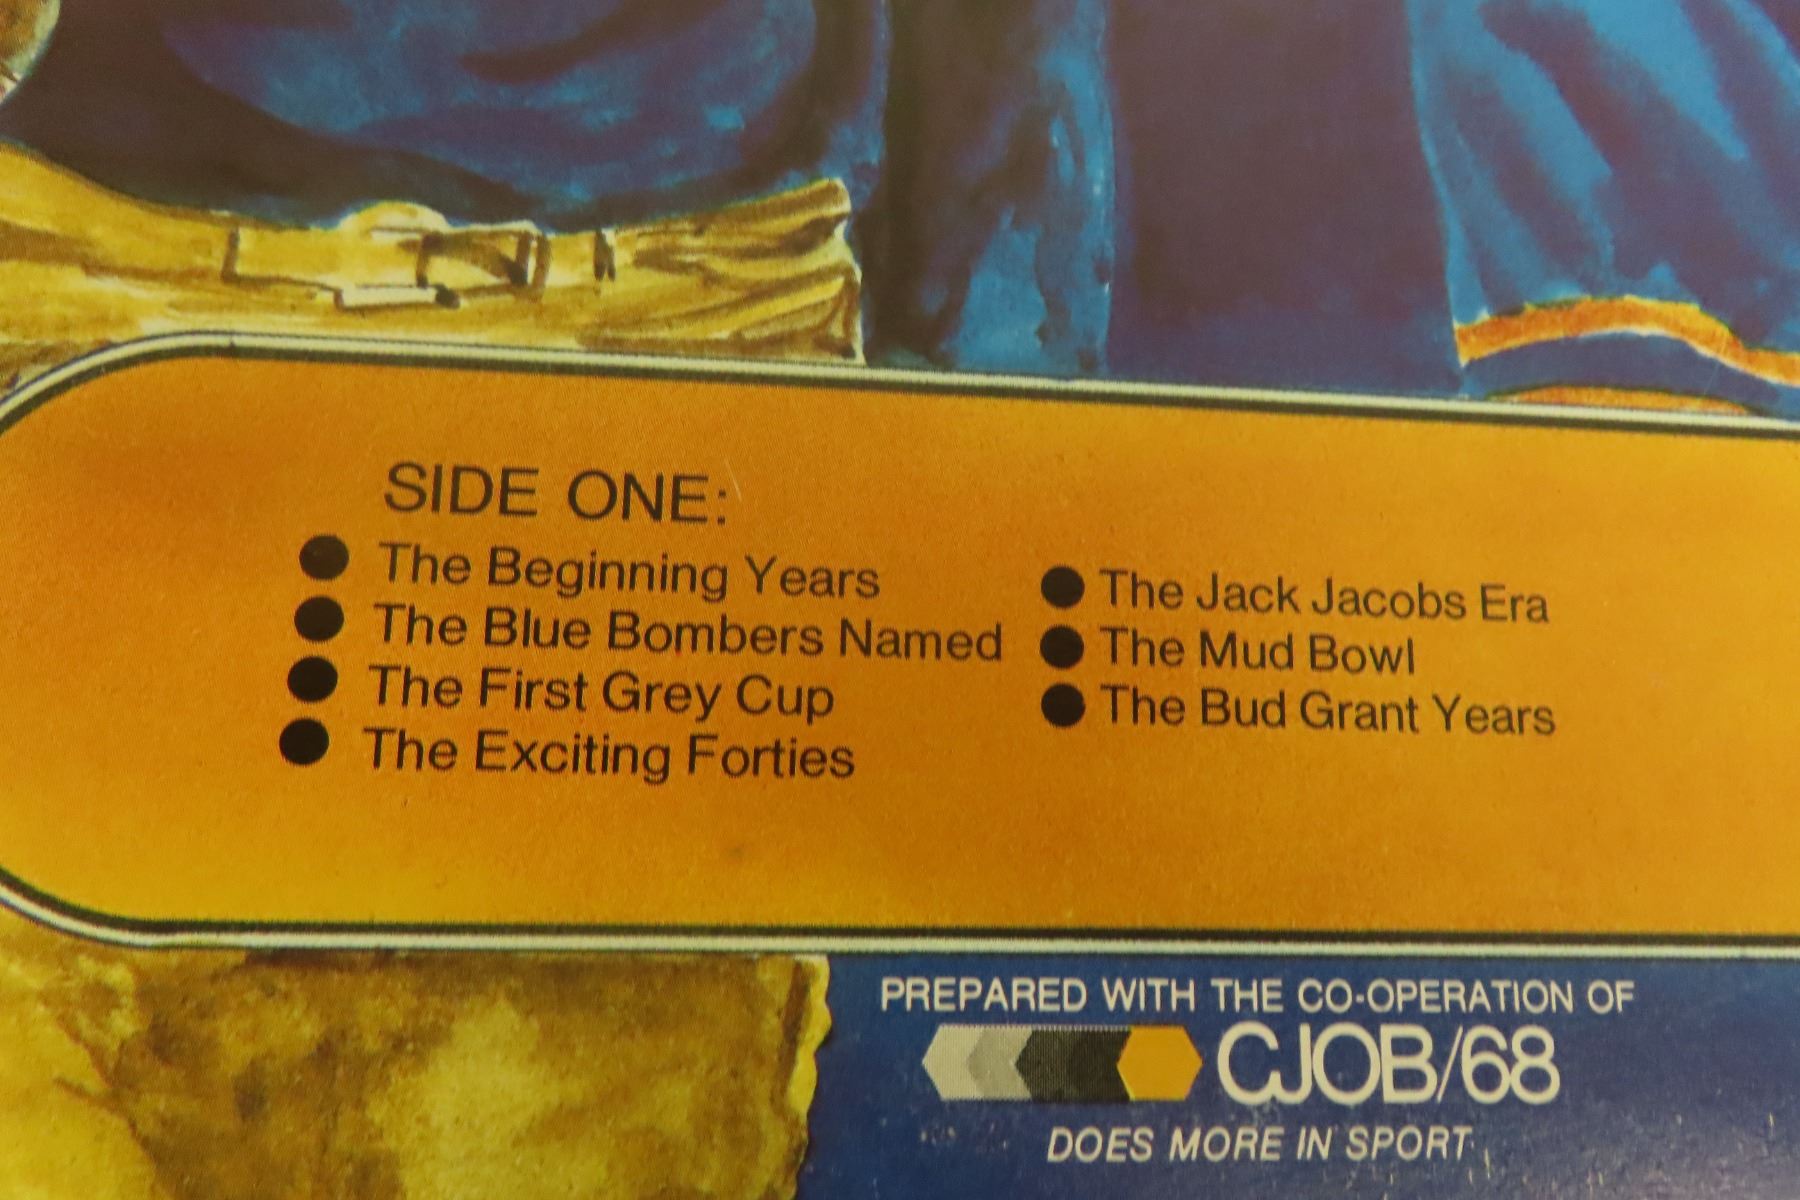 SIDE ONE:
● The Beginning Years
● The Blue Bombers Named
● The First Grey Cup
● The Exciting Forties
● The Jack Jacobs Era
● The Mud Bowl
● The Bud Grant Years
PREPARED WITH THE CO-OPERATION OF
CJOB/68
DOES MORE IN SPORT